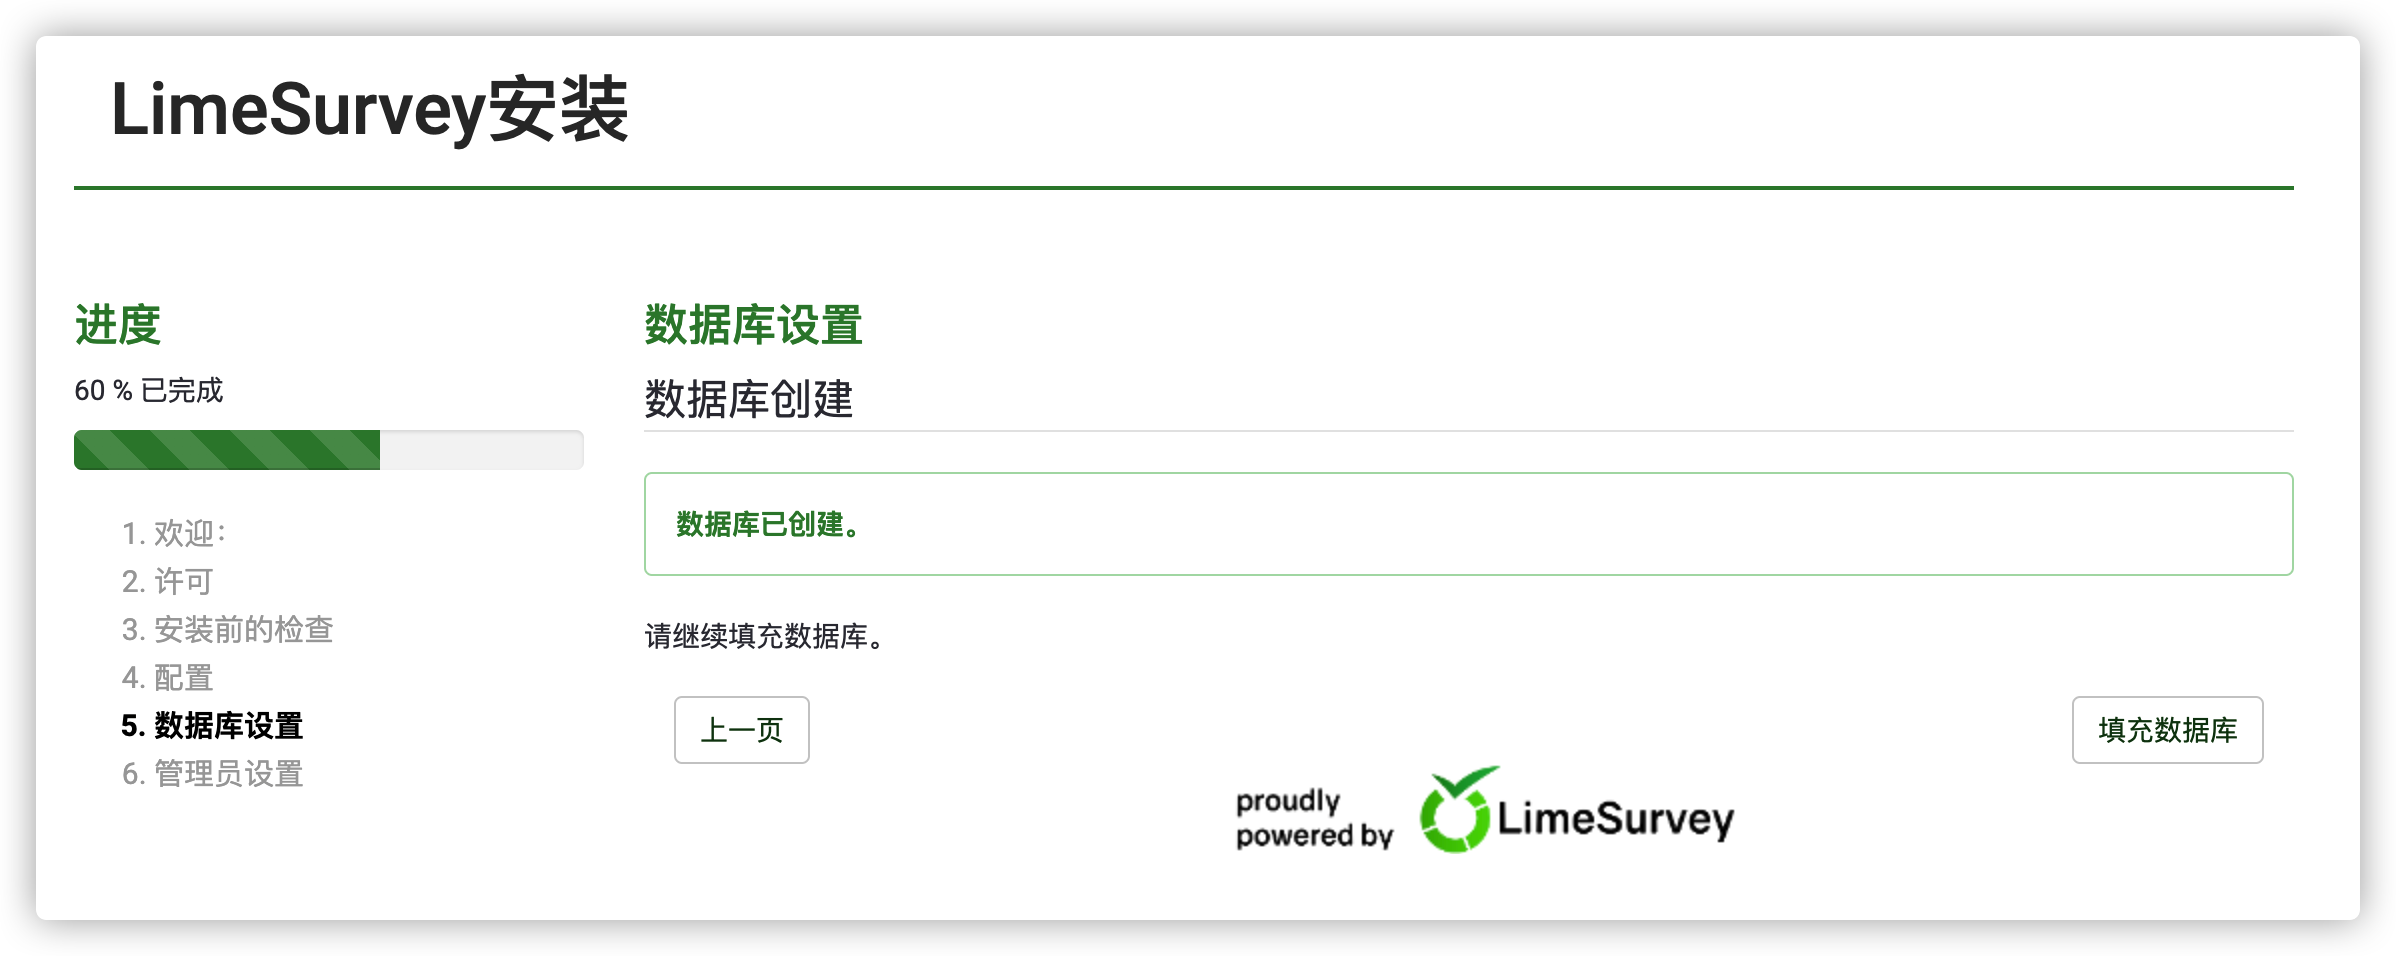 LimeSurvey安装
进度
60 % 已完成
1. 欢迎：
2. 许可
3. 安装前的检查
4. 配置
5. 数据库设置
6. 管理员设置
数据库设置
数据库创建
数据库已创建。
请继续填充数据库。
上一页
填充数据库
proudly
powered by
LimeSurvey